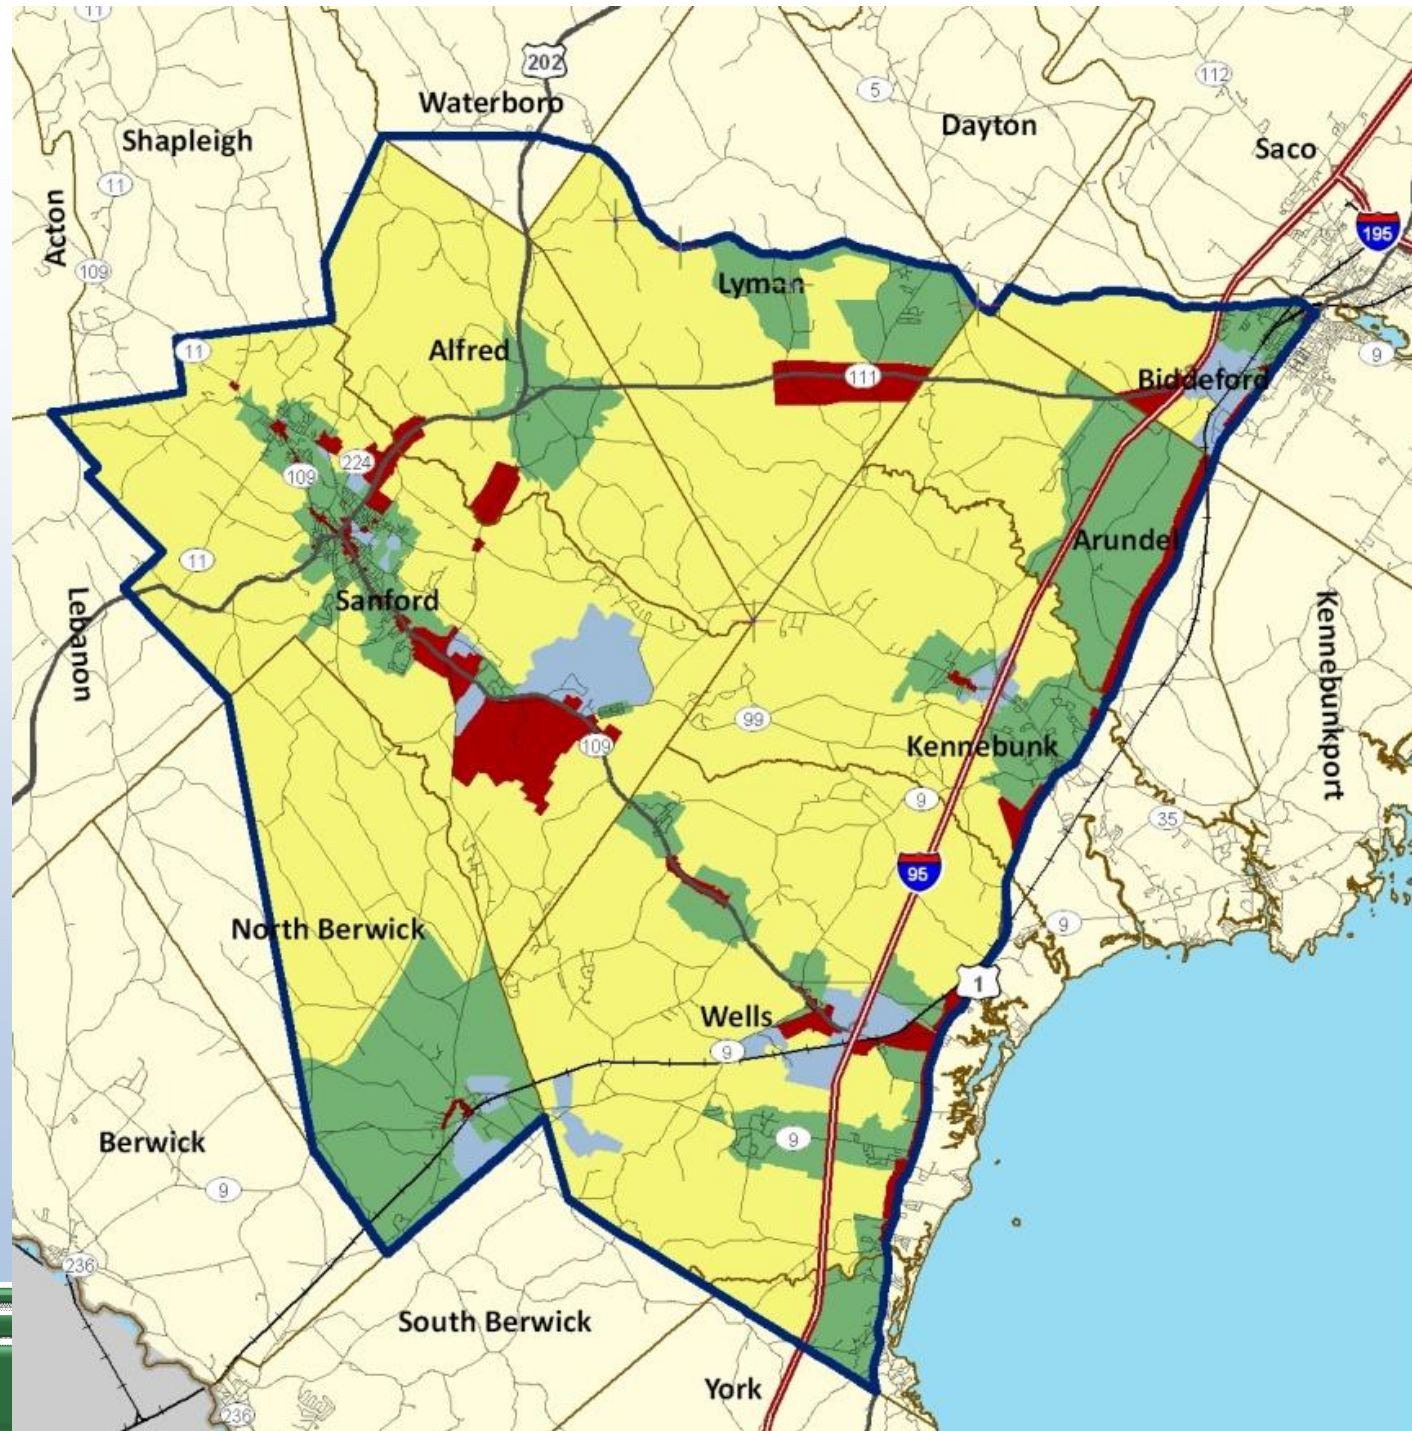 11
202
112
5
Waterboro
Dayton
Shapleigh
Saco
11
Acton
195
109
Lyman
11
Alfred
9
111
Biddeford
224
109
Arundel
11
Sanford
Lebanon
Kennebunkport
99
109
Kennebunk
9
35
95
9
North Berwick
1
Wells
9
Berwick
9
9
236
South Berwick
York
236